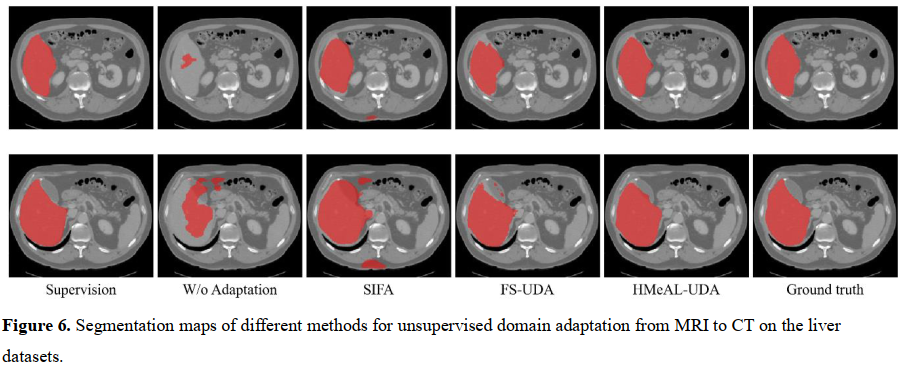 Supervision W/o Adaptation SIFA FS-UDA HMeAL-UDA Ground truth
Figure 6. Segmentation maps of different methods for unsupervised domain adaptation from MRI to CT on the liver
datasets.